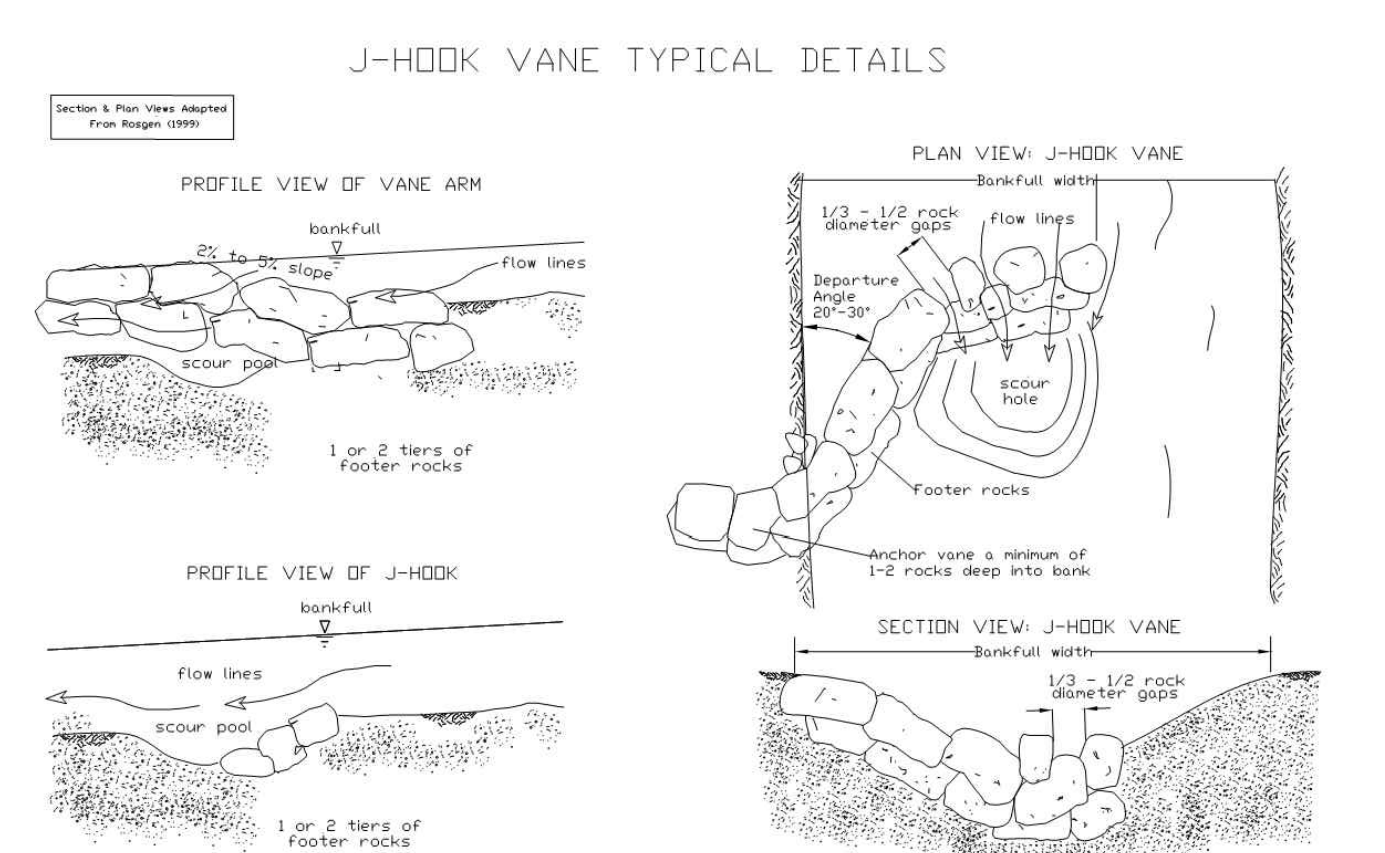 J-HOOK VANE TYPICAL DETAILS
Section & Plan Views Adapted
From Rosgen (1999)
PROFILE VIEW OF VANE ARM
bankfull
2% to 5% slope
flow lines
scour pool
1 or 2 tiers of
footer rocks
PROFILE VIEW OF J-HOOK
bankfull
flow lines
scour pool
1 or 2 tiers of
footer rocks
PLAN VIEW: J-HOOK VANE
Bankfull width
1/3 - 1/2 rock
diameter gaps
flow lines
Departure
Angle
20°-30°
scour
hole
Footer rocks
Anchor vane a minimum of
1-2 rocks deep into bank
SECTION VIEW: J-HOOK VANE
Bankfull width
1/3 - 1/2 rock
diameter gaps